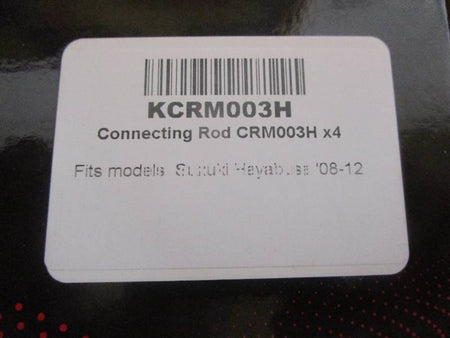 KCRM003H
Connecting Rod CRM003H x4
Fits models Suzuki Hayabusa '08-12